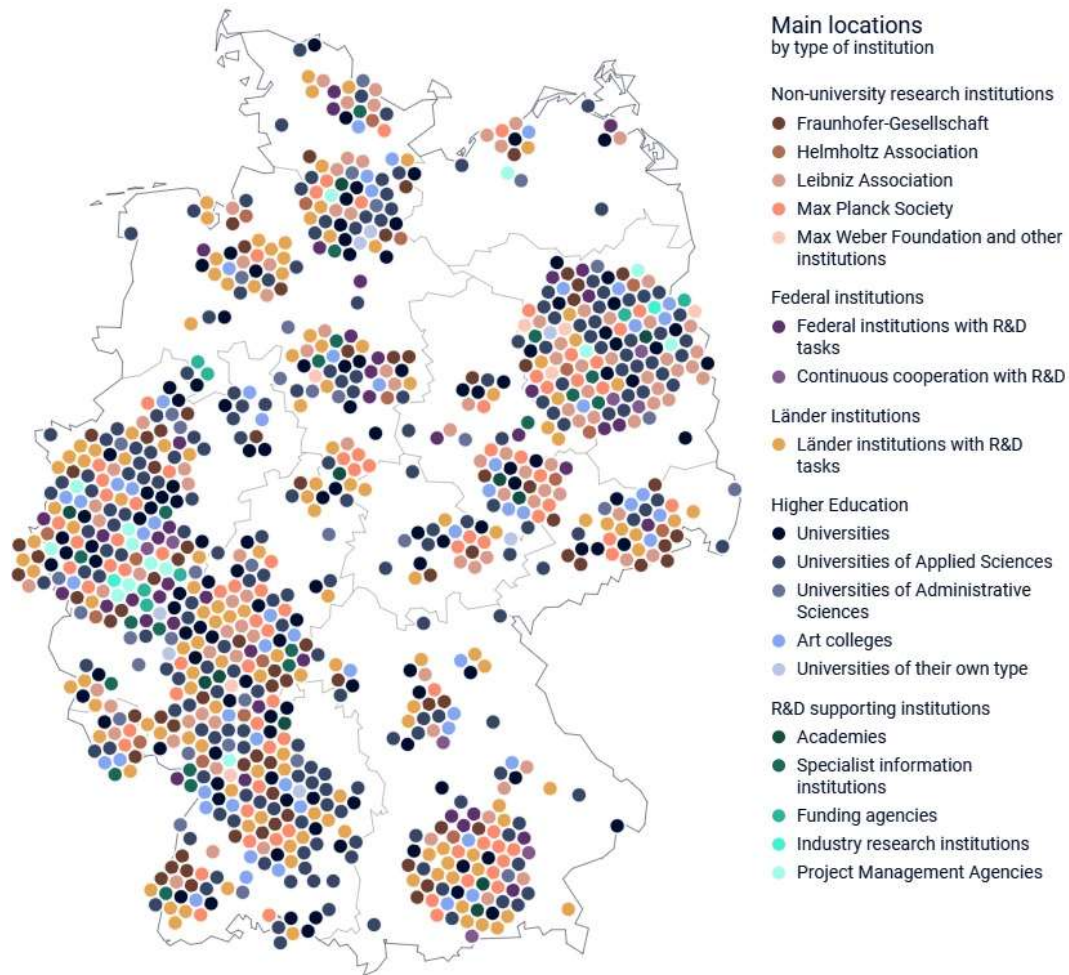 Main locations
by type of institution
Non-university research institutions
Fraunhofer-Gesellschaft
Helmholtz Association
Leibniz Association
Max Planck Society
Max Weber Foundation and other
institutions
Federal institutions
Federal institutions with R&D
tasks
Continuous cooperation with R&D
Länder institutions
Länder institutions with R&D
tasks
Higher Education
Universities
Universities of Applied Sciences
Universities of Administrative
Sciences
Art colleges
Universities of their own type
R&D supporting institutions
Academies
Specialist information
institutions
Funding agencies
Industry research institutions
Project Management Agencies